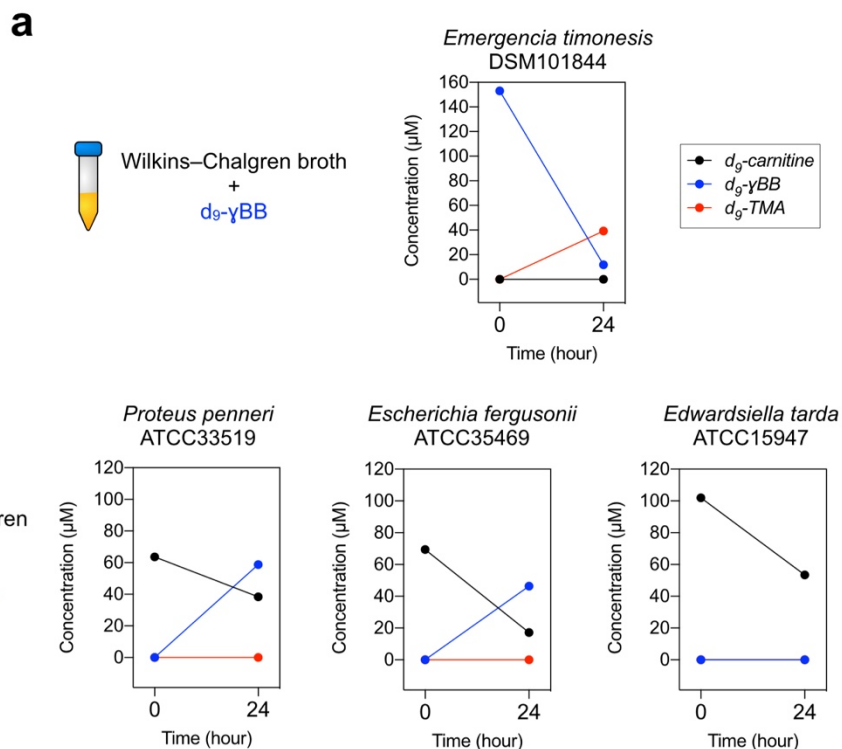 a
Emergencia timonesis
DSM101844
Wilkins–Chalgren broth
+
d₉-ɣBB
Concentration (µM)
160
140
120
100
80
60
40
20
0
0 24
Time (hour)
d₉-carnitine
d₉-ɣBB
d₉-TMA
ren
Proteus penneri
ATCC33519
Concentration (µM)
120
100
80
60
40
20
0
0 24
Time (hour)
Escherichia fergusonii
ATCC35469
Concentration (µM)
120
100
80
60
40
20
0
0 24
Time (hour)
Edwardsiella tarda
ATCC15947
Concentration (µM)
120
100
80
60
40
20
0
0 24
Time (hour)